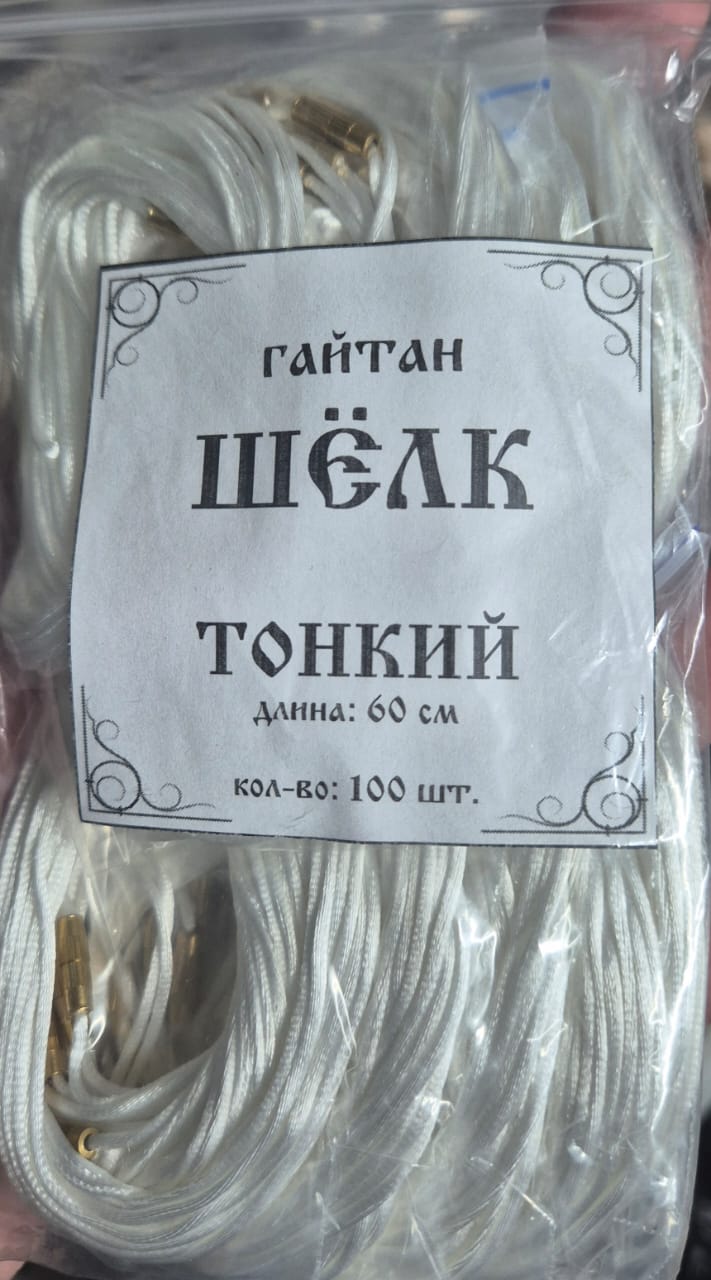 гайтан
ШЁЛК
ТОНКИЙ
длина: 60 см
кол-во: 100 шт.